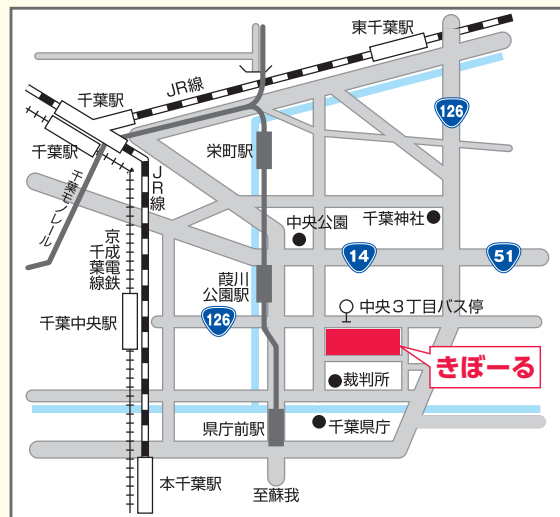 東千葉駅
JR線
千葉駅
126
千葉駅
栄町駅
JR線
千葉モノレール
中央公園
千葉神社
京成電鉄
千葉線
14
51
葭川
公園駅
中央3丁目バス停
126
千葉中央駅
きぼーる
裁判所
県庁前駅
千葉県庁
本千葉駅
至蘇我